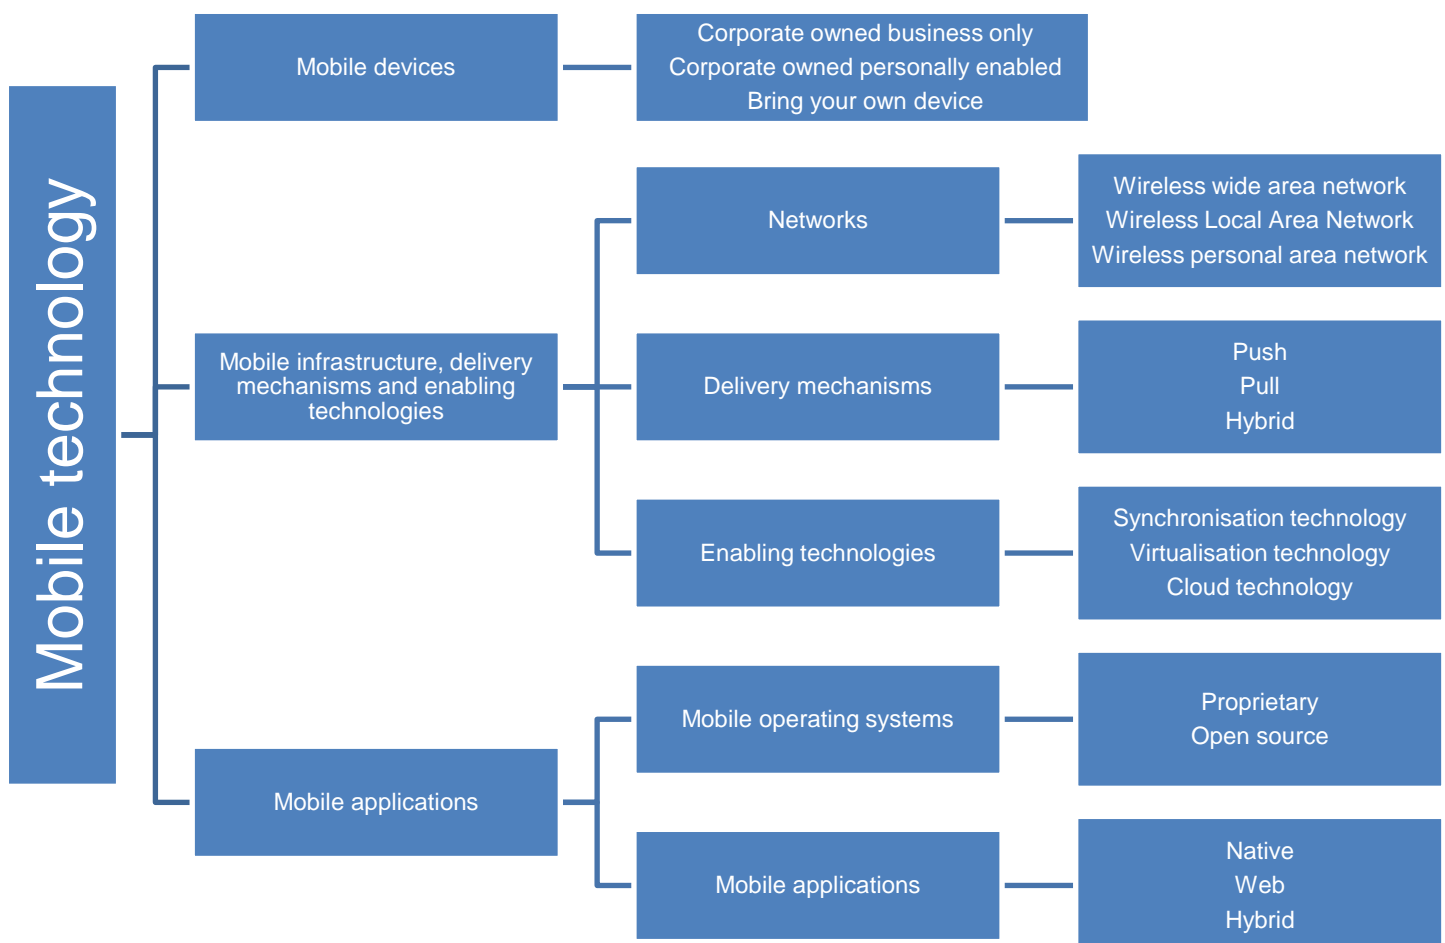 Mobile technology
Mobile devices
Corporate owned business only
Corporate owned personally enabled
Bring your own device
Mobile infrastructure, delivery
mechanisms and enabling
technologies
Networks
Wireless wide area network
Wireless Local Area Network
Wireless personal area network
Delivery mechanisms
Push
Pull
Hybrid
Enabling technologies
Synchronisation technology
Virtualisation technology
Cloud technology
Mobile applications
Mobile operating systems
Proprietary
Open source
Mobile applications
Native
Web
Hybrid